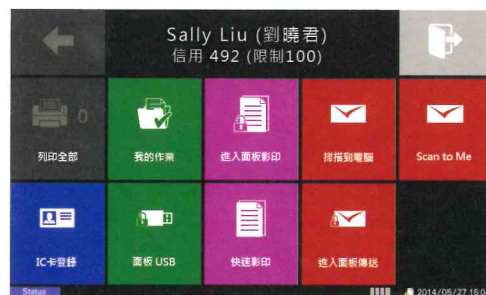 Sally Liu (劉曉君)
信用 492 (限制100)
0
列印全部
我的作業
進入面板影印
掃描到電腦
Scan to Me
IC卡登錄
面板 USB
快速影印
進入面板傳送
Status
2014/05/27 15:04